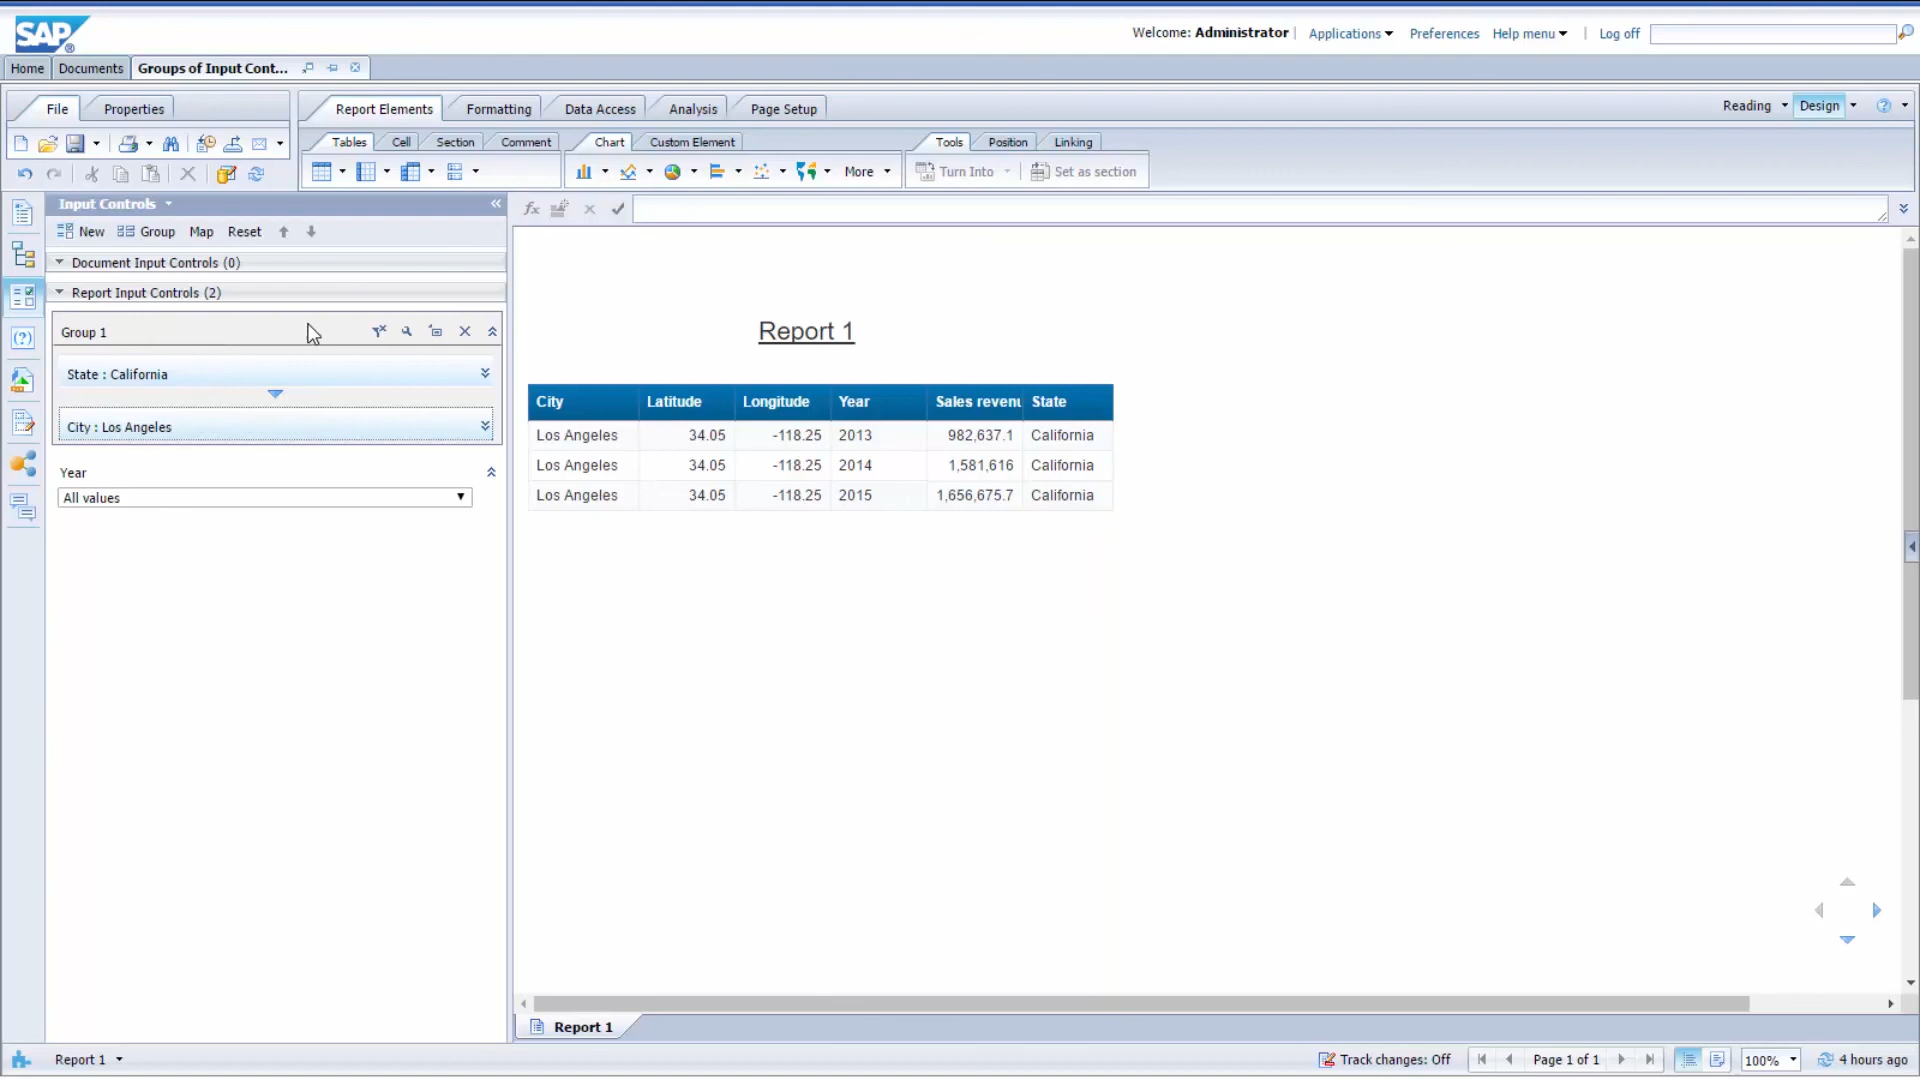 SAP®
Welcome: Administrator | Applications Preferences Help menu | Log off
Home Documents Groups of Input Cont...
File Properties Report Elements Formatting Data Access Analysis Page Setup Reading Design
Tables Cell Section Comment Chart Custom Element Tools Position Linking
More Turn Into Set as section
Input Controls
New Group Map Reset
Document Input Controls (0)
Report Input Controls (2)
Group 1
State : California
City : Los Angeles
Year
All values
Report 1
City Latitude Longitude Year Sales revenu State
Los Angeles 34.05 -118.25 2013 982,637.1 California
Los Angeles 34.05 -118.25 2014 1,581,616 California
Los Angeles 34.05 -118.25 2015 1,656,675.7 California
Report 1
Report 1 Track changes: Off Page 1 of 1 100% 4 hours ago